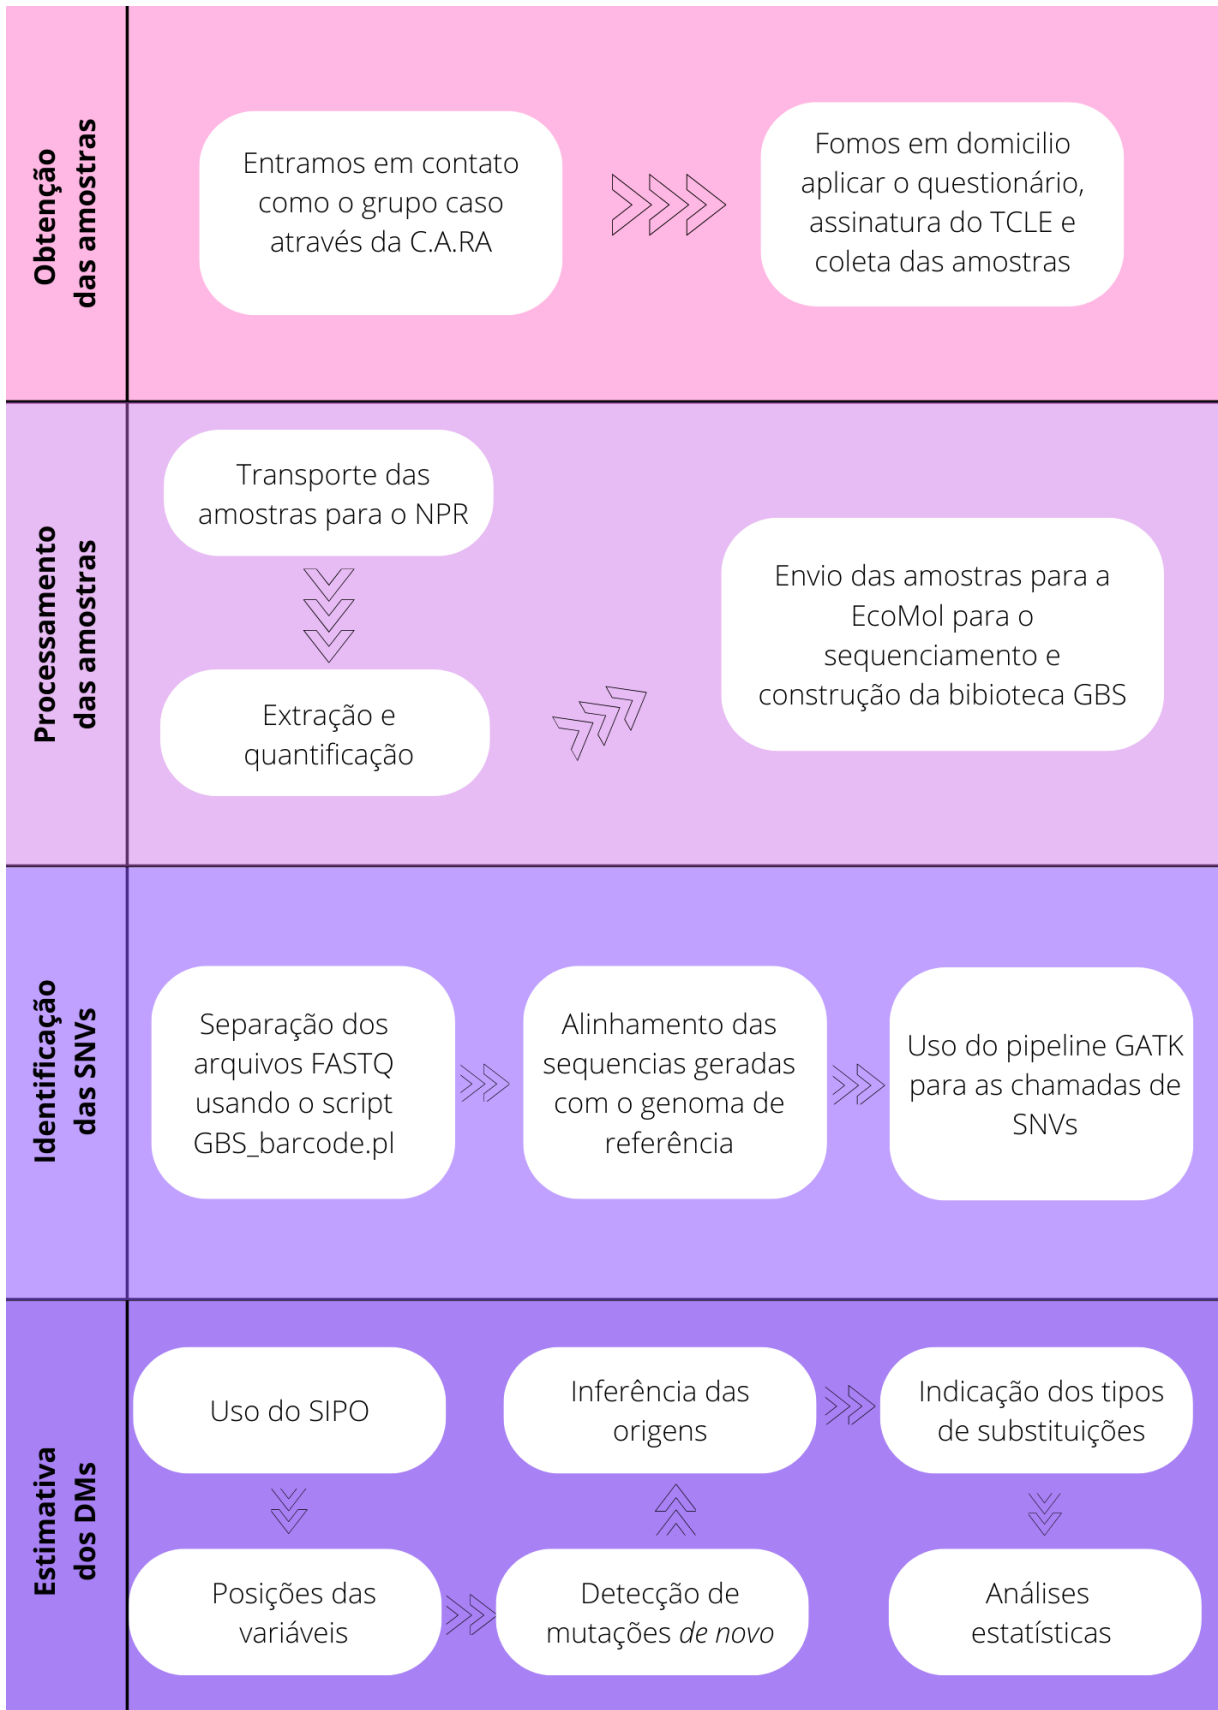 Obtenção
das amostras
Entramos em contato
como o grupo caso
através da C.A.RA
Fomos em domicilio
aplicar o questionário,
assinatura do TCLE e
coleta das amostras
Processamento
das amostras
Transporte das
amostras para o NPR
Extração e
quantificação
Envio das amostras para a
EcoMol para o
sequenciamento e
construção da bibioteca GBS
Identificação
das SNVs
Separação dos
arquivos FASTQ
usando o script
GBS_barcode.pl
Alinhamento das
sequencias geradas
com o genoma de
referência
Uso do pipeline GATK
para as chamadas de
SNVs
Estimativa
dos DMs
Uso do SIPO
Posições das
variáveis
Detecção de
mutações de novo
Inferência das
origens
Indicação dos tipos
de substituições
Análises
estatísticas